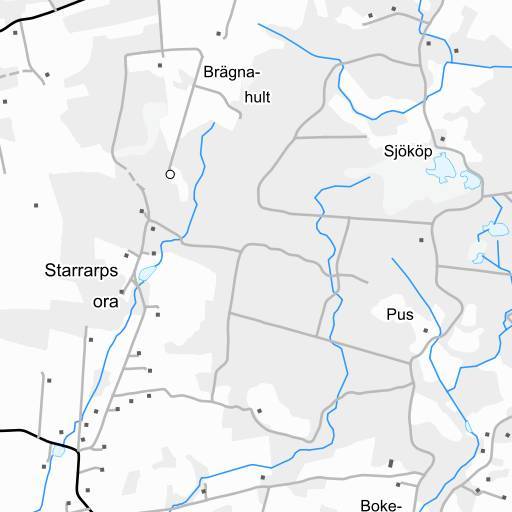 Brägna-
hult
Sjököp
Starrarps
ora
Pus
Boke-